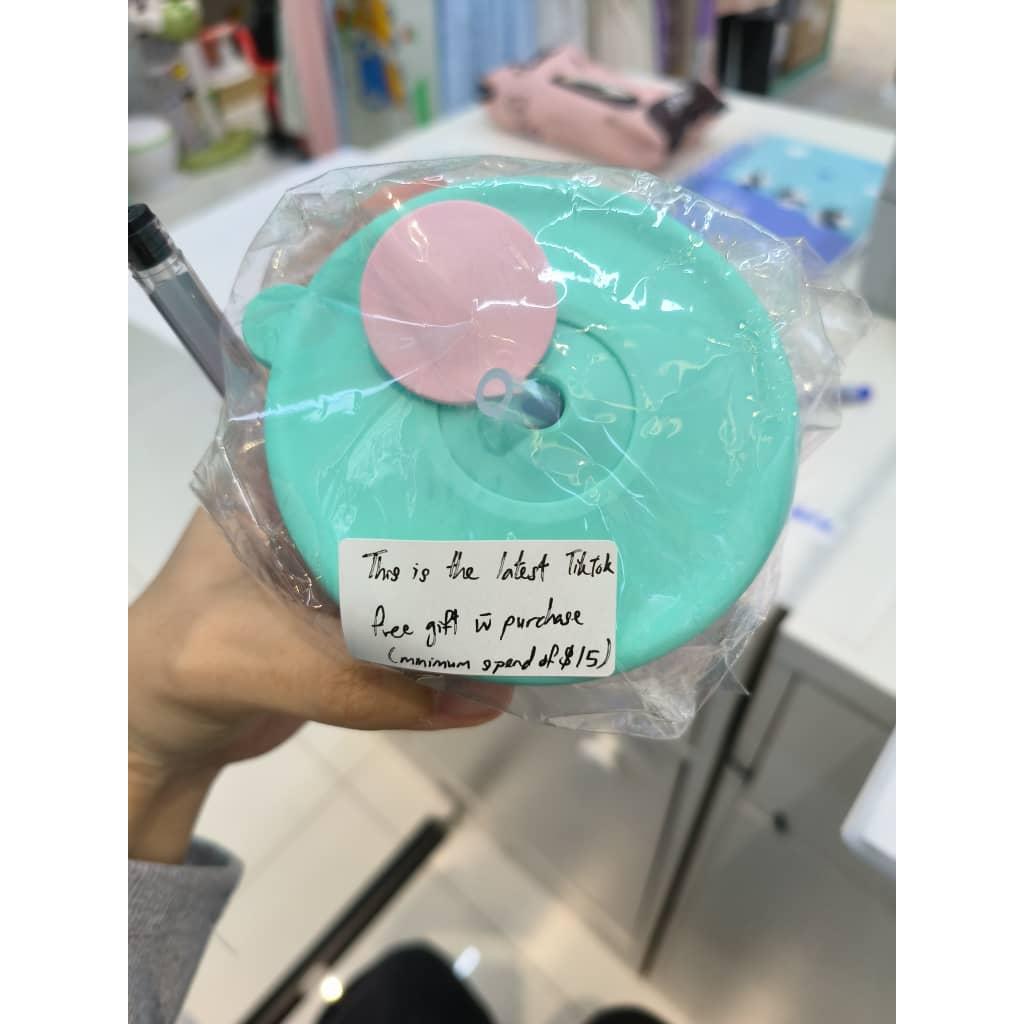 This is the latest TikTok
free gift w̅ purchase
(minimum spend of $15)